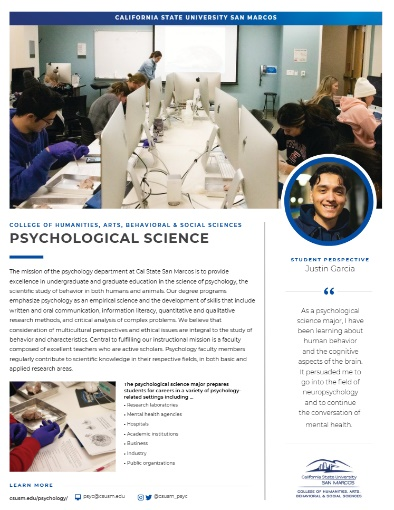 CALIFORNIA STATE UNIVERSITY SAN MARCOS
COLLEGE OF HUMANITIES, ARTS, BEHAVIORAL & SOCIAL SCIENCES
PSYCHOLOGICAL SCIENCE
The mission of the psychology department at Cal State San Marcos is to provide
excellence in undergraduate and graduate education in the science of psychology, the
scientific study of behavior in both humans and animals. Our degree programs
emphasize psychology as an empirical science and the development of skills that include
written and oral communication, information literacy, quantitative and qualitative
research methods, and critical analysis of complex problems. We believe that
consideration of multicultural perspectives and ethical issues are integral to the study of
behavior and characteristics. Central to fulfilling our instructional mission is a faculty
composed of excellent teachers who are active scholars. Psychology faculty members
regularly contribute to scientific knowledge in their respective fields, in both basic and
applied research areas.
The psychological science major prepares
students for careers in a variety of psychology-
related settings including ...
• Research laboratories
• Mental health agencies
• Hospitals
• Academic institutions
• Business
• Industry
• Public organizations
LEARN MORE
csusm.edu/psychology/
psyc@csusm.edu
@csusm_psyc
STUDENT PERSPECTIVE
Justin Garcia
“
As a psychological
science major, I have
been learning about
human behavior
and the cognitive
aspects of the brain.
It persuaded me to
go into the field of
neuropsychology
and to continue
the conversation of
mental health.
California State University
SAN MARCOS
COLLEGE OF HUMANITIES, ARTS,
BEHAVIORAL & SOCIAL SCIENCES